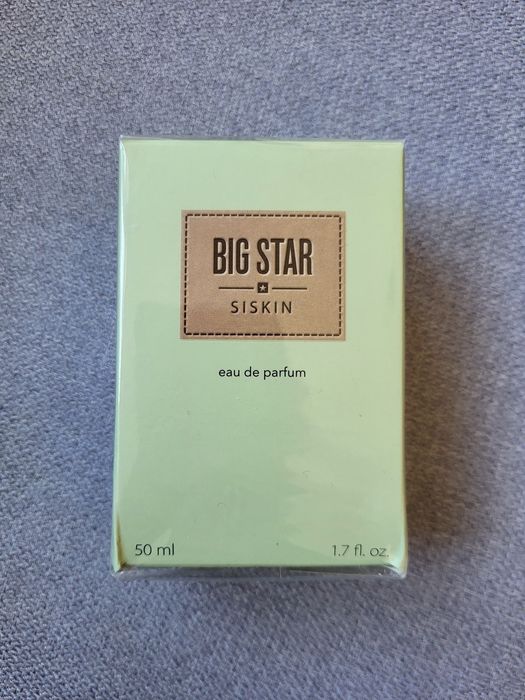 BIG STAR
SISKIN
eau de parfum
50 ml
1.7 fl. oz.